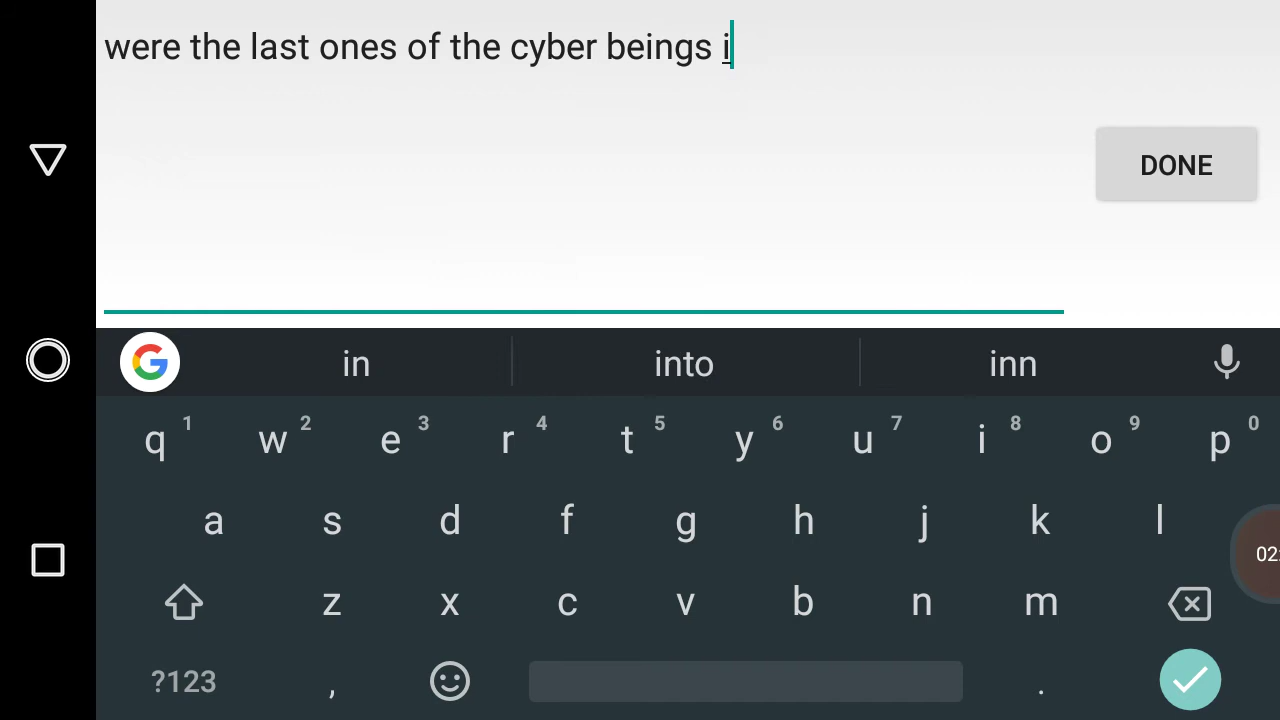 were the last ones of the cyber beings i
DONE
in into inn
q 1 w 2 e 3 r 4 t 5 y 6 u 7 i 8 o 9 p 0
a s d f g h j k l
02:
z x c v b n m
?123 , .